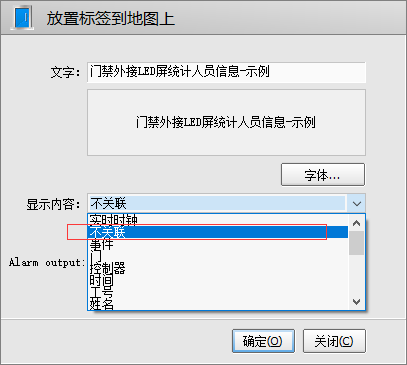 放置标签到地图上
文字： 门禁外接LED屏统计人员信息-示例
门禁外接LED屏统计人员信息-示例
字体...
显示内容： 不关联
实时时钟
不关联
事件
门
Alarm output:
控制器
时间
工号
姓名
确定(O) 关闭(C)